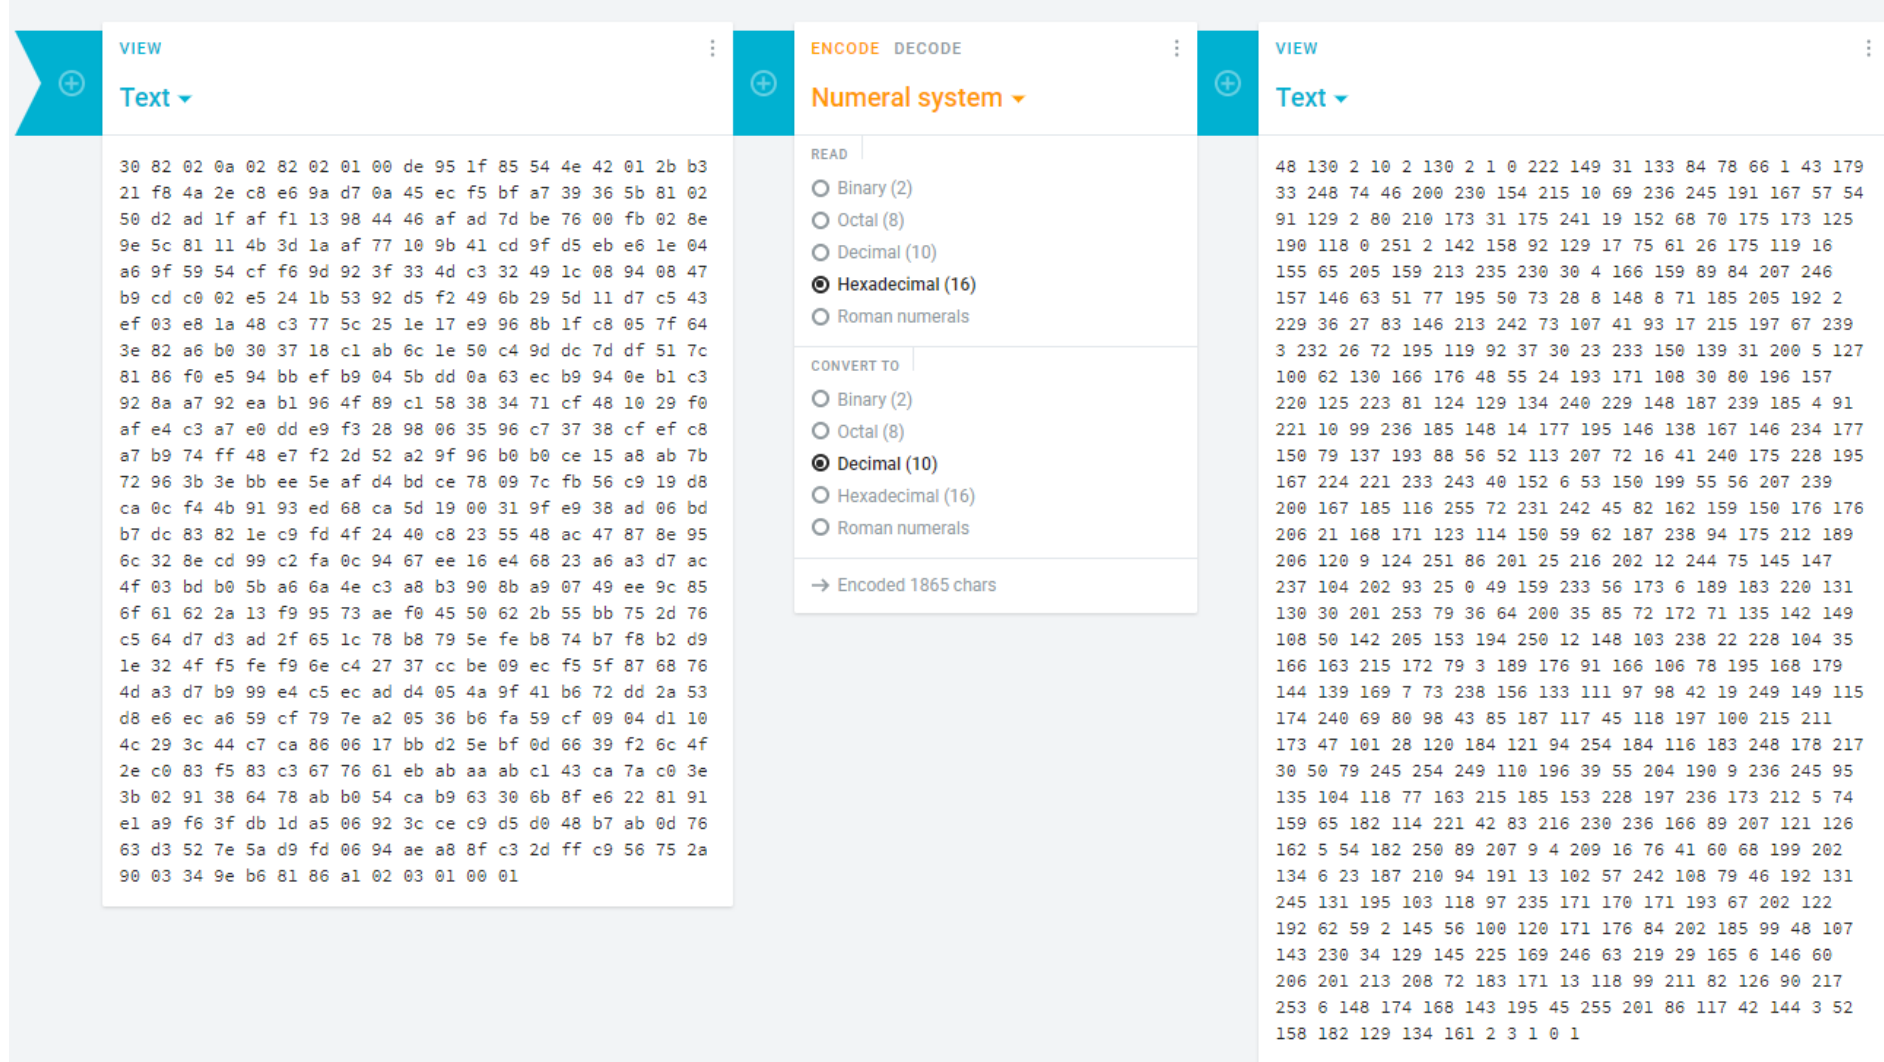 VIEW
Text
30 82 02 0a 02 82 02 01 00 de 95 1f 85 54 4e 42 01 2b b3
21 f8 4a 2e c8 e6 9a d7 0a 45 ec f5 bf a7 39 36 5b 81 02
50 d2 ad 1f af f1 13 98 44 46 af ad 7d be 76 00 fb 02 8e
9e 5c 81 11 4b 3d 1a af 77 10 9b 41 cd 9f d5 eb e6 1e 04
a6 9f 59 54 cf f6 9d 92 3f 33 4d c3 32 49 1c 08 94 08 47
b9 cd c0 02 e5 24 1b 53 92 d5 f2 49 6b 29 5d 11 d7 c5 43
ef 03 e8 1a 48 c3 77 5c 25 1e 17 e9 96 8b 1f c8 05 7f 64
3e 82 a6 b0 30 37 18 c1 ab 6c 1e 50 c4 9d dc 7d df 51 7c
81 86 f0 e5 94 bb ef b9 04 5b dd 0a 63 ec b9 94 0e b1 c3
92 8a a7 92 ea b1 96 4f 89 c1 58 38 34 71 cf 48 10 29 f0
af e4 c3 a7 e0 dd e9 f3 28 98 06 35 96 c7 37 38 cf ef c8
a7 b9 74 ff 48 e7 f2 2d 52 a2 9f 96 b0 b0 ce 15 a8 ab 7b
72 96 3b 3e bb ee 5e af d4 bd ce 78 09 7c fb 56 c9 19 d8
ca 0c f4 4b 91 93 ed 68 ca 5d 19 00 31 9f e9 38 ad 06 bd
b7 dc 83 82 1e c9 fd 4f 24 40 c8 23 55 48 ac 47 87 8e 95
6c 32 8e cd 99 c2 fa 0c 94 67 ee 16 e4 68 23 a6 a3 d7 ac
4f 03 bd b0 5b a6 6a 4e c3 a8 b3 90 8b a9 07 49 ee 9c 85
6f 61 62 2a 13 f9 95 73 ae f0 45 50 62 2b 55 bb 75 2d 76
c5 64 d7 d3 ad 2f 65 1c 78 b8 79 5e fe b8 74 b7 f8 b2 d9
1e 32 4f f5 fe f9 6e c4 27 37 cc be 09 ec f5 5f 87 68 76
4d a3 d7 b9 99 e4 c5 ec ad d4 05 4a 9f 41 b6 72 dd 2a 53
d8 e6 ec a6 59 cf 79 7e a2 05 36 b6 fa 59 cf 09 04 d1 10
4c 29 3c 44 c7 ca 86 06 17 bb d2 5e bf 0d 66 39 f2 6c 4f
2e c0 83 f5 83 c3 67 76 61 eb ab aa ab c1 43 ca 7a c0 3e
3b 02 91 38 64 78 ab b0 54 ca b9 63 30 6b 8f e6 22 81 91
e1 a9 f6 3f db 1d a5 06 92 3c ce c9 d5 d0 48 b7 ab 0d 76
63 d3 52 7e 5a d9 fd 06 94 ae a8 8f c3 2d ff c9 56 75 2a
90 03 34 9e b6 81 86 a1 02 03 01 00 01
ENCODE DECODE
Numeral system
READ
Binary (2)
Octal (8)
Decimal (10)
Hexadecimal (16)
Roman numerals
CONVERT TO
Binary (2)
Octal (8)
Decimal (10)
Hexadecimal (16)
Roman numerals
→ Encoded 1865 chars
VIEW
Text
48 130 2 10 2 130 2 1 0 222 149 31 133 84 78 66 1 43 179
33 248 74 46 200 230 154 215 10 69 236 245 191 167 57 54
91 129 2 80 210 173 31 175 241 19 152 68 70 175 173 125
190 118 0 251 2 142 158 92 129 17 75 61 26 175 119 16
155 65 205 159 213 235 230 30 4 166 159 89 84 207 246
157 146 63 51 77 195 50 73 28 8 148 8 71 185 205 192 2
229 36 27 83 146 213 242 73 107 41 93 17 215 197 67 239
3 232 26 72 195 119 92 37 30 23 233 150 139 31 200 5 127
100 62 130 166 176 48 55 24 193 171 108 30 80 196 157
220 125 223 81 124 129 134 240 229 148 187 239 185 4 91
221 10 99 236 185 148 14 177 195 146 138 167 146 234 177
150 79 137 193 88 56 52 113 207 72 16 41 240 175 228 195
167 224 221 233 243 40 152 6 53 150 199 55 56 207 239
200 167 185 116 255 72 231 242 45 82 162 159 150 176 176
206 21 168 171 123 114 150 59 62 187 238 94 175 212 189
206 120 9 124 251 86 201 25 216 202 12 244 75 145 147
237 104 202 93 25 0 49 159 233 56 173 6 189 183 220 131
130 30 201 253 79 36 64 200 35 85 72 172 71 135 142 149
108 50 142 205 153 194 250 12 148 103 238 22 228 104 35
166 163 215 172 79 3 189 176 91 166 106 78 195 168 179
144 139 169 7 73 238 156 133 111 97 98 42 19 249 149 115
174 240 69 80 98 43 85 187 117 45 118 197 100 215 211
173 47 101 28 120 184 121 94 254 184 116 183 248 178 217
30 50 79 245 254 249 110 196 39 55 204 190 9 236 245 95
135 104 118 77 163 215 185 153 228 197 236 173 212 5 74
159 65 182 114 221 42 83 216 230 236 166 89 207 121 126
162 5 54 182 250 89 207 9 4 209 16 76 41 60 68 199 202
134 6 23 187 210 94 191 13 102 57 242 108 79 46 192 131
245 131 195 103 118 97 235 171 170 171 193 67 202 122
192 62 59 2 145 56 100 120 171 176 84 202 185 99 48 107
143 230 34 129 145 225 169 246 63 219 29 165 6 146 60
206 201 213 208 72 183 171 13 118 99 211 82 126 90 217
253 6 148 174 168 143 195 45 255 201 86 117 42 144 3 52
158 182 129 134 161 2 3 1 0 1